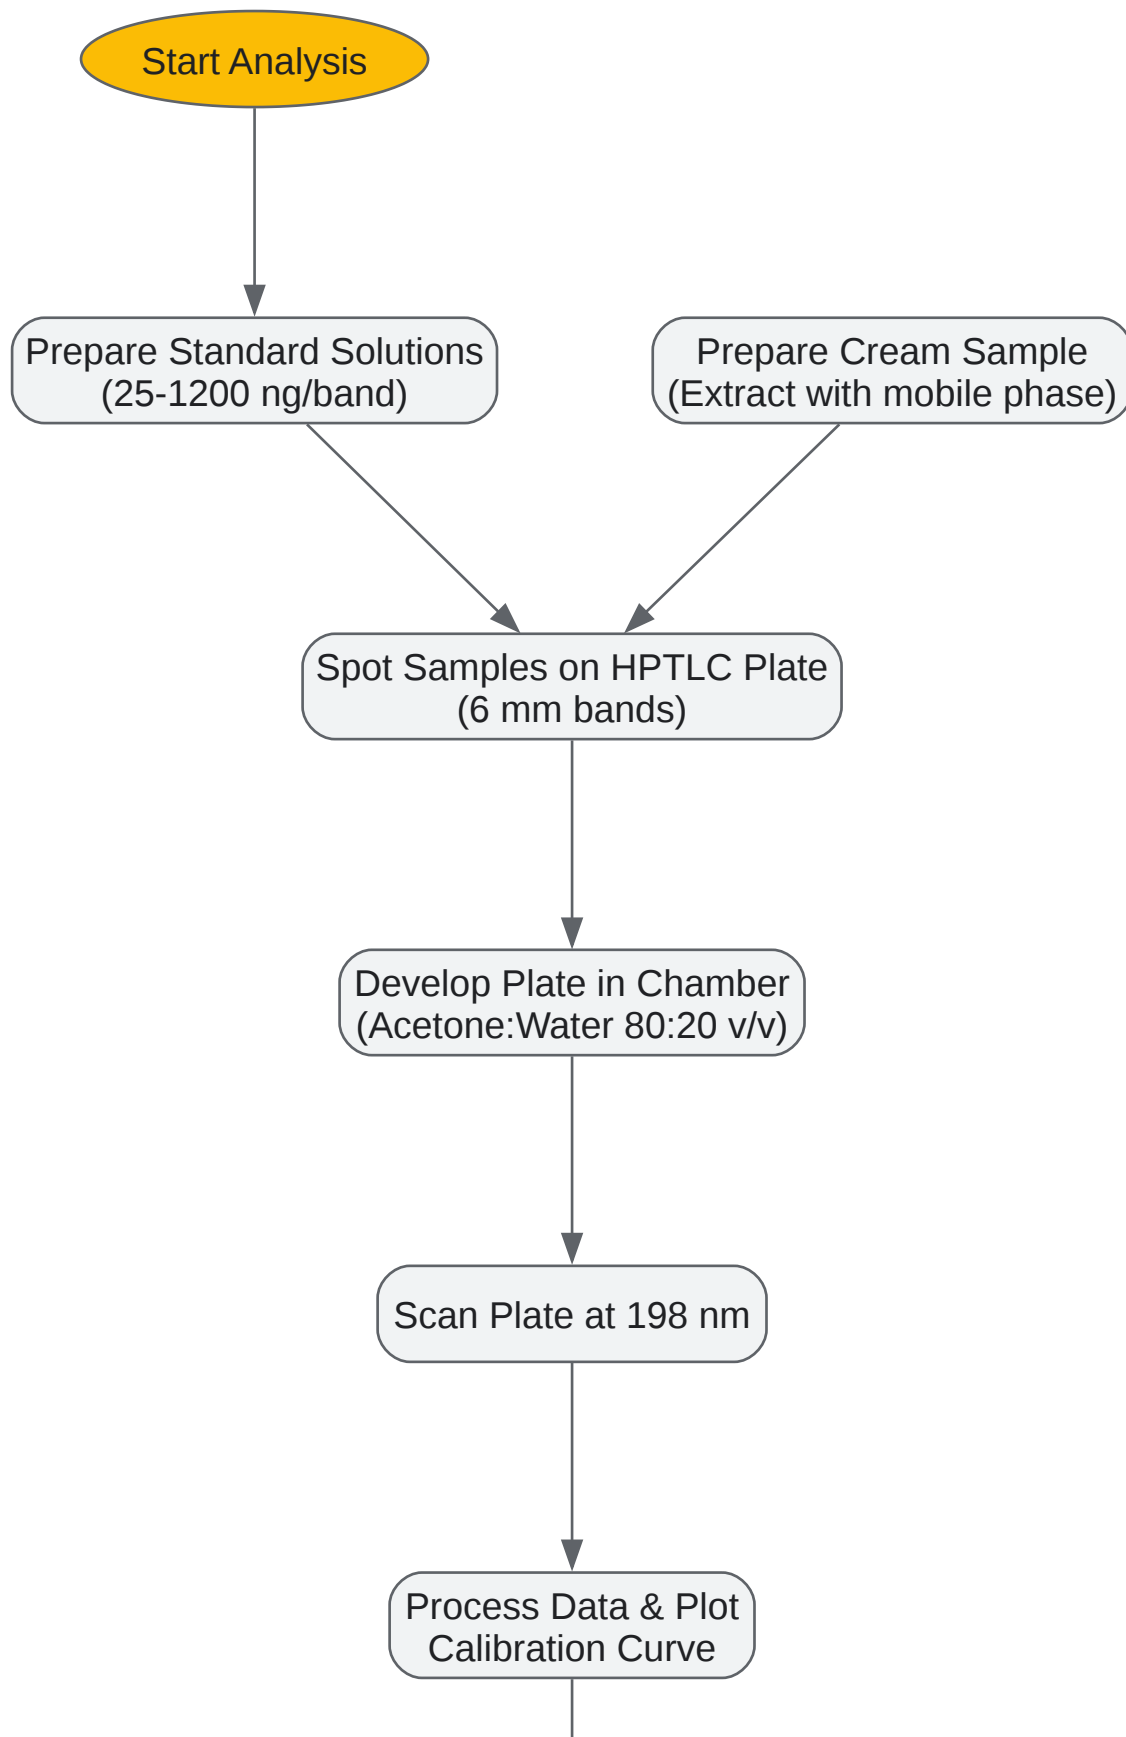 Start Analysis
Prepare Standard Solutions
(25-1200 ng/band)
Prepare Cream Sample
(Extract with mobile phase)
Spot Samples on HPTLC Plate
(6 mm bands)
Develop Plate in Chamber
(Acetone:Water 80:20 v/v)
Scan Plate at 198 nm
Process Data & Plot
Calibration Curve